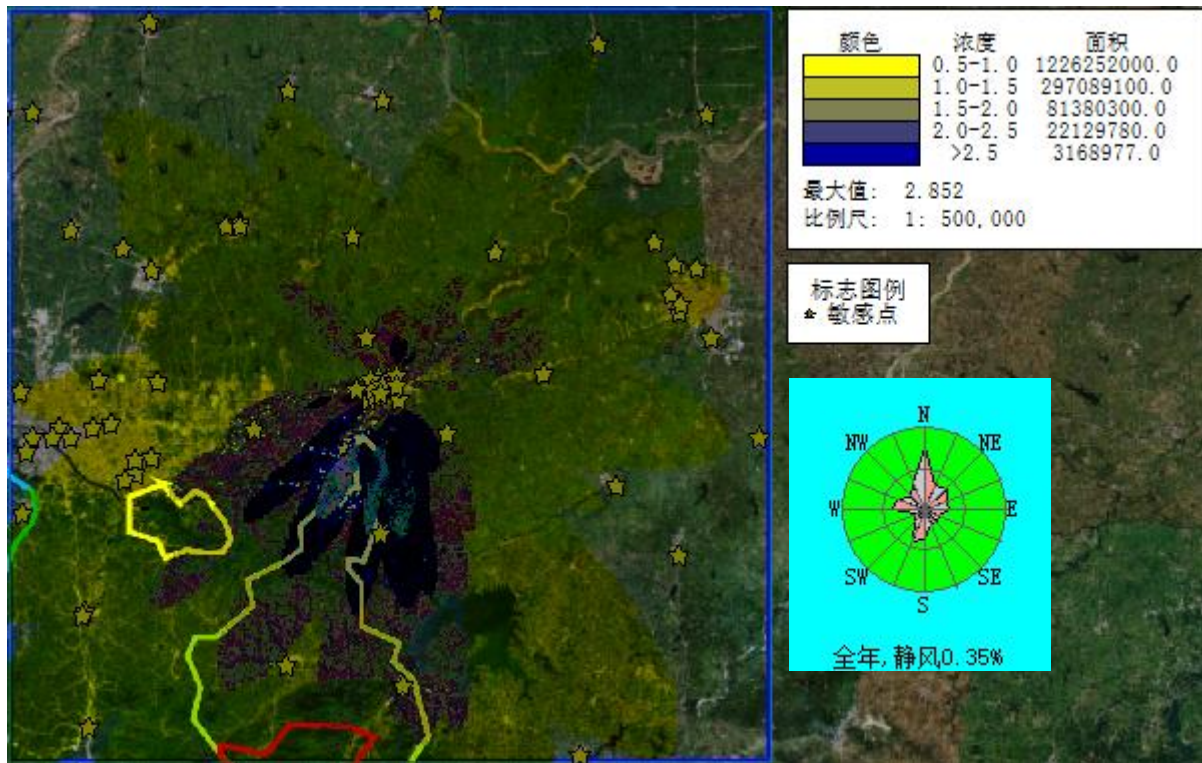 颜色 浓度 面积
0.5-1.0 1226252000.0
1.0-1.5 297089100.0
1.5-2.0 81380300.0
2.0-2.5 22129780.0
>2.5 3168977.0
最大值: 2.852
比例尺: 1: 500,000
标志图例
敏感点
N
NW NE
W E
SW SE
S
全年,静风0.35%